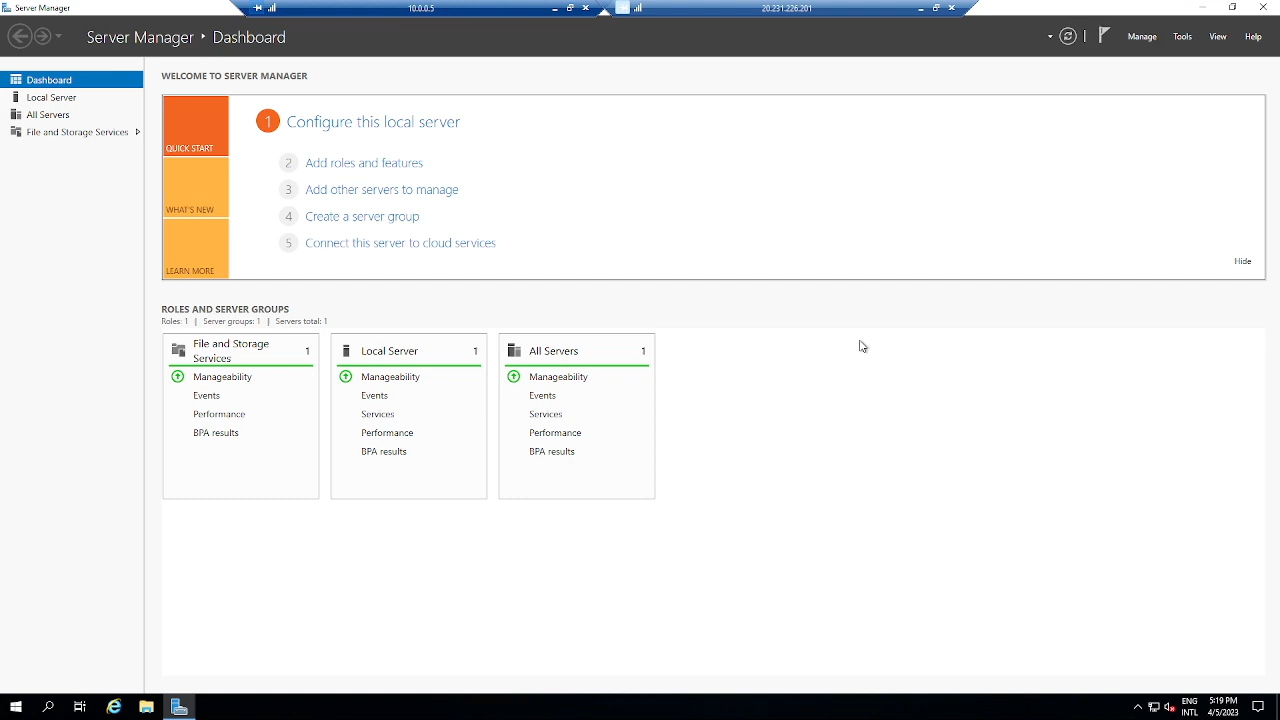 Server Manager
10.0.0.5
20.231.226.201
Server Manager
Dashboard
Manage
Tools
View
Help
Dashboard
Local Server
All Servers
File and Storage Services
WELCOME TO SERVER MANAGER
QUICK START
WHAT'S NEW
LEARN MORE
1 Configure this local server
2 Add roles and features
3 Add other servers to manage
4 Create a server group
5 Connect this server to cloud services
Hide
ROLES AND SERVER GROUPS
Roles: 1 | Server groups: 1 | Servers total: 1
File and Storage
Services
1
Manageability
Events
Performance
BPA results
Local Server 1
Manageability
Events
Services
Performance
BPA results
All Servers 1
Manageability
Events
Services
Performance
BPA results
ENG
INTL
5:19 PM
4/5/2023